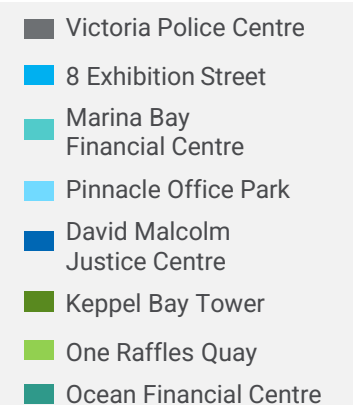 Victoria Police Centre
8 Exhibition Street
Marina Bay
Financial Centre
Pinnacle Office Park
David Malcolm
Justice Centre
Keppel Bay Tower
One Raffles Quay
Ocean Financial Centre